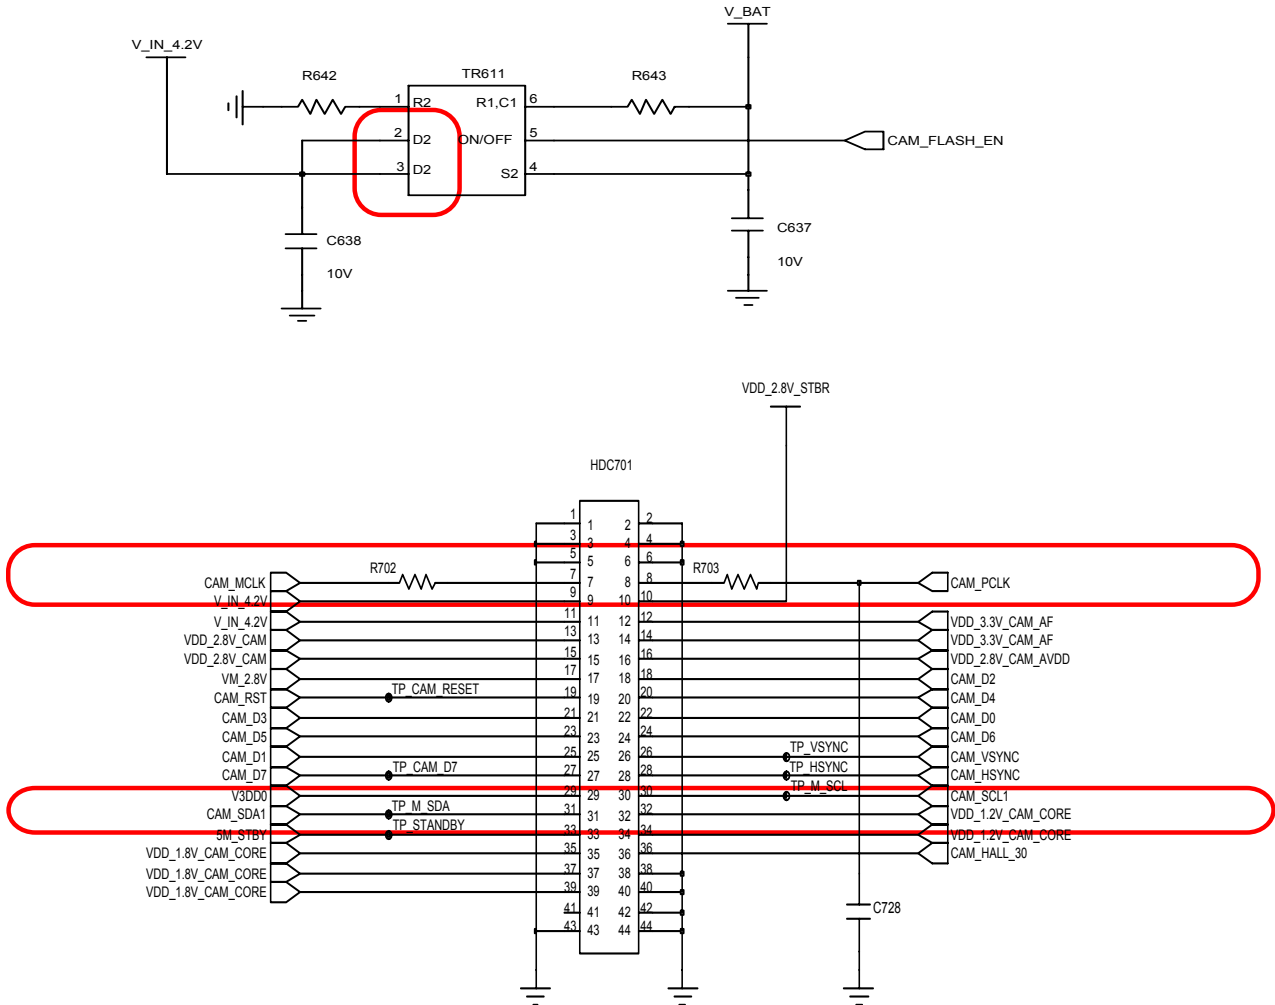 V_BAT
V_IN_4.2V
R642 TR611 R643
1 R2 R1,C1 6
2 D2 ON/OFF 5 CAM_FLASH_EN
3 D2 S2 4
C638 C637
10V 10V
VDD_2.8V_STBR
HDC701
1 1 2 2
3 3 4 4
5 5 6 6
CAM_MCLK R702 7 7 8 8 R703 CAM_PCLK
V_IN_4.2V 9 9 10 10
V_IN_4.2V 11 11 12 12 VDD_3.3V_CAM_AF
VDD_2.8V_CAM 13 13 14 14 VDD_3.3V_CAM_AF
VDD_2.8V_CAM 15 15 16 16 VDD_2.8V_CAM_AVDD
VM_2.8V 17 17 18 18 CAM_D2
CAM_RST TP_CAM_RESET 19 19 20 20 CAM_D4
CAM_D3 21 21 22 22 CAM_D0
CAM_D5 23 23 24 24 CAM_D6
CAM_D1 25 25 26 26 TP_VSYNC CAM_VSYNC
CAM_D7 TP_CAM_D7 27 27 28 28 TP_HSYNC CAM_HSYNC
V3DD0 29 29 30 30 TP_M_SCL CAM_SCL1
CAM_SDA1 TP_M_SDA 31 31 32 32 VDD_1.2V_CAM_CORE
5M_STBY TP_STANDBY 33 33 34 34 VDD_1.2V_CAM_CORE
VDD_1.8V_CAM_CORE 35 35 36 36 CAM_HALL_30
VDD_1.8V_CAM_CORE 37 37 38 38
VDD_1.8V_CAM_CORE 39 39 40 40
41 41 42 42
43 43 44 44
C728